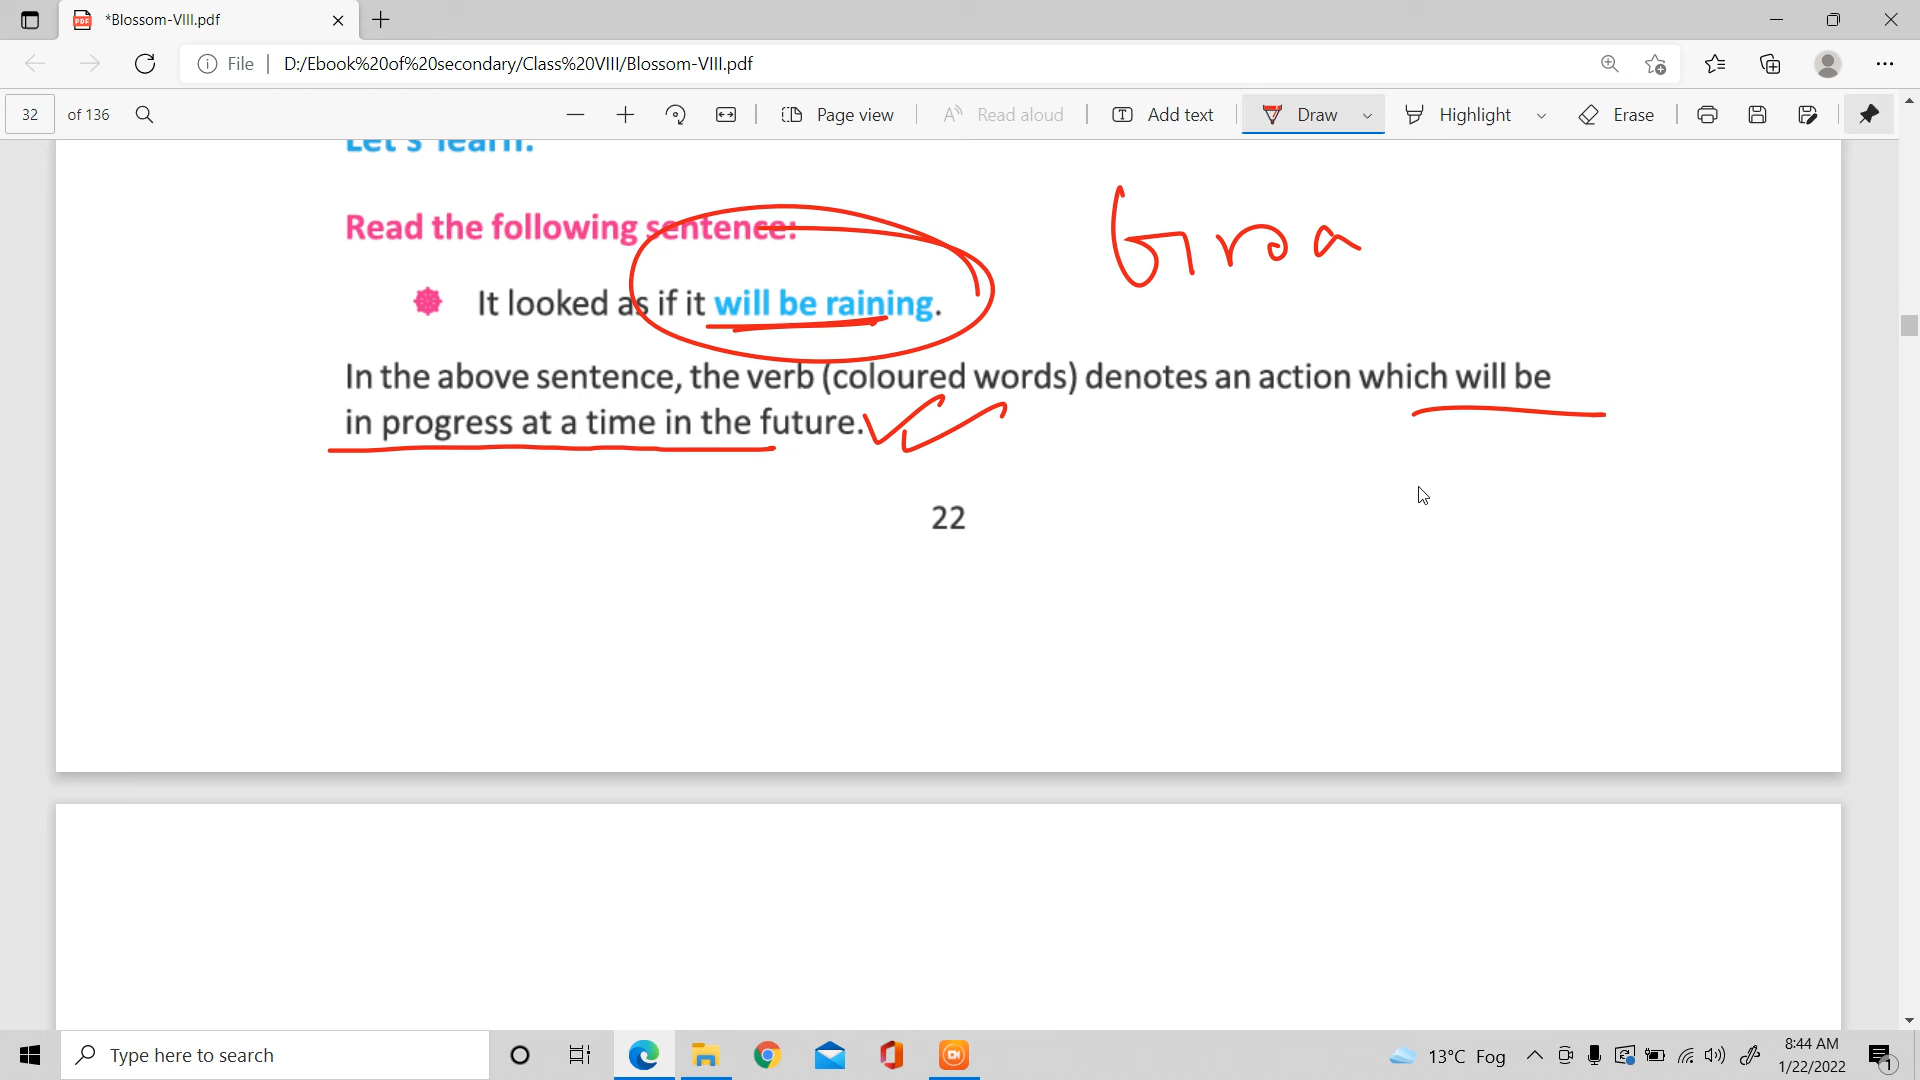 *Blossom-VIII.pdf
File D:/Ebook%20of%20secondary/Class%20VIII/Blossom-VIII.pdf
32 of 136 Page view Read aloud Add text Draw Highlight Erase
Let's learn:
Read the following sentence:
It looked as if it will be raining.
In the above sentence, the verb (coloured words) denotes an action which will be
in progress at a time in the future.
22
Type here to search
13°C Fog
8:44 AM
1/22/2022
1